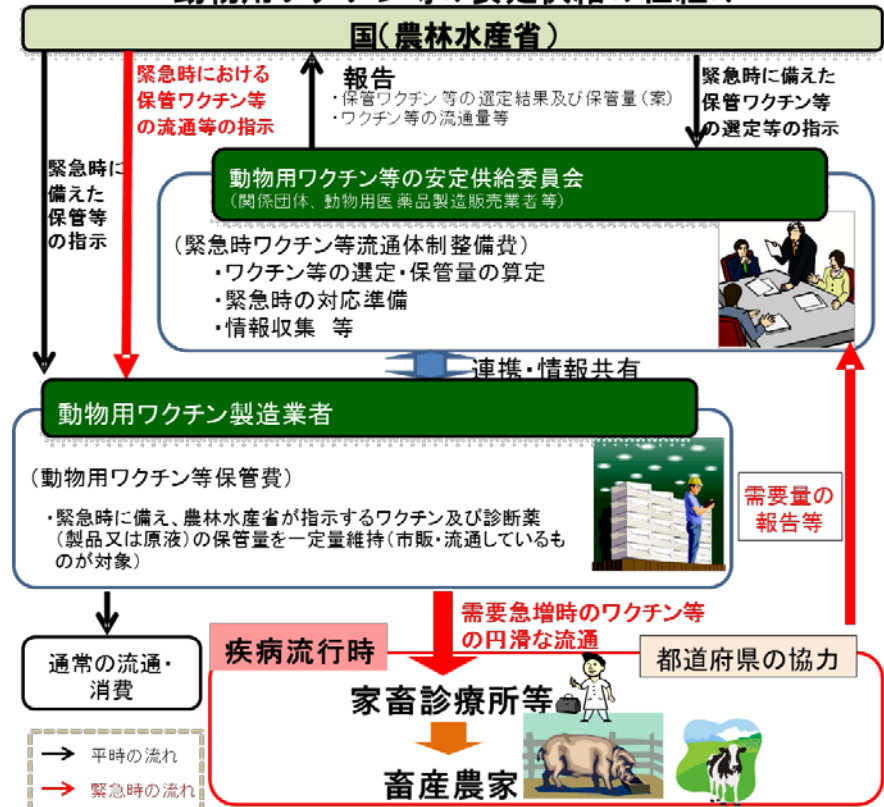 国(農林水産省)
緊急時における
保管ワクチン等
の流通等の指示
報告
・保管ワクチン等の選定結果及び保管量(案)
・ワクチン等の流通量等
緊急時に備えた
保管ワクチン等
の選定等の指示
緊急時に
備えた
保管等
の指示
動物用ワクチン等の安定供給委員会
(関係団体、動物用医薬品製造販売業者等)
(緊急時ワクチン等流通体制整備費)
・ワクチン等の選定・保管量の算定
・緊急時の対応準備
・情報収集 等
連携・情報共有
動物用ワクチン製造業者
(動物用ワクチン等保管費)
・緊急時に備え、農林水産省が指示するワクチン及び診断薬
(製品又は原液)の保管量を一定量維持(市販・流通しているも
のが対象)
需要量の
報告等
需要急増時のワクチン等
の円滑な流通
通常の流通・
消費
疾病流行時
都道府県の協力
家畜診療所等
畜産農家
平時の流れ
緊急時の流れ